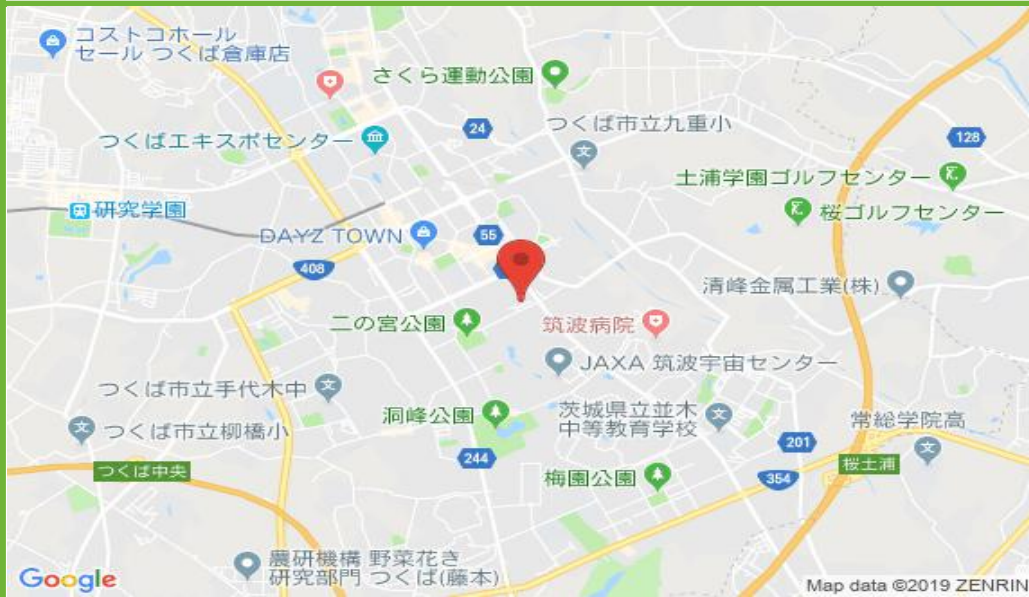 コストコホール
セール つくば倉庫店
さくら運動公園
24
つくば市立九重小
128
つくばエキスポセンター
土浦学園ゴルフセンター
研究学園
桜ゴルフセンター
DAYZ TOWN
55
408
清峰金属工業(株)
二の宮公園
筑波病院
JAXA 筑波宇宙センター
つくば市立手代木中
洞峰公園
茨城県立並木
中等教育学校
つくば市立柳橋小
常総学院高
201
244
つくば中央
桜土浦
梅園公園
354
農研機構 野菜花き
研究部門 つくば(藤本)
Google
Map data ©2019 ZENRIN